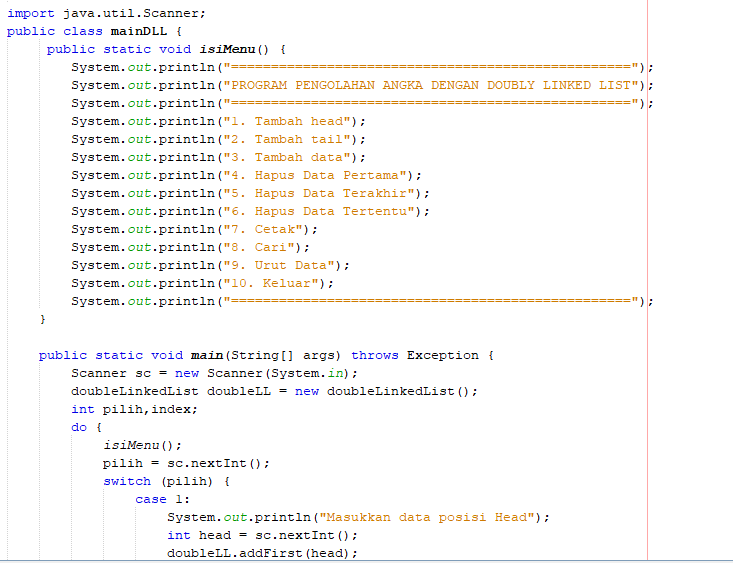 import java.util.Scanner;
public class mainDLL {
public static void isiMenu() {
System.out.println("==================================================");
System.out.println("PROGRAM PENGOLAHAN ANGKA DENGAN DOUBLY LINKED LIST");
System.out.println("==================================================");
System.out.println("1. Tambah head");
System.out.println("2. Tambah tail");
System.out.println("3. Tambah data");
System.out.println("4. Hapus Data Pertama");
System.out.println("5. Hapus Data Terakhir");
System.out.println("6. Hapus Data Tertentu");
System.out.println("7. Cetak");
System.out.println("8. Cari");
System.out.println("9. Urut Data");
System.out.println("10. Keluar");
System.out.println("==================================================");
}
public static void main(String[] args) throws Exception {
Scanner sc = new Scanner(System.in);
doubleLinkedList doubleLL = new doubleLinkedList();
int pilih,index;
do {
isiMenu();
pilih = sc.nextInt();
switch (pilih) {
case 1:
System.out.println("Masukkan data posisi Head");
int head = sc.nextInt();
doubleLL.addFirst(head);